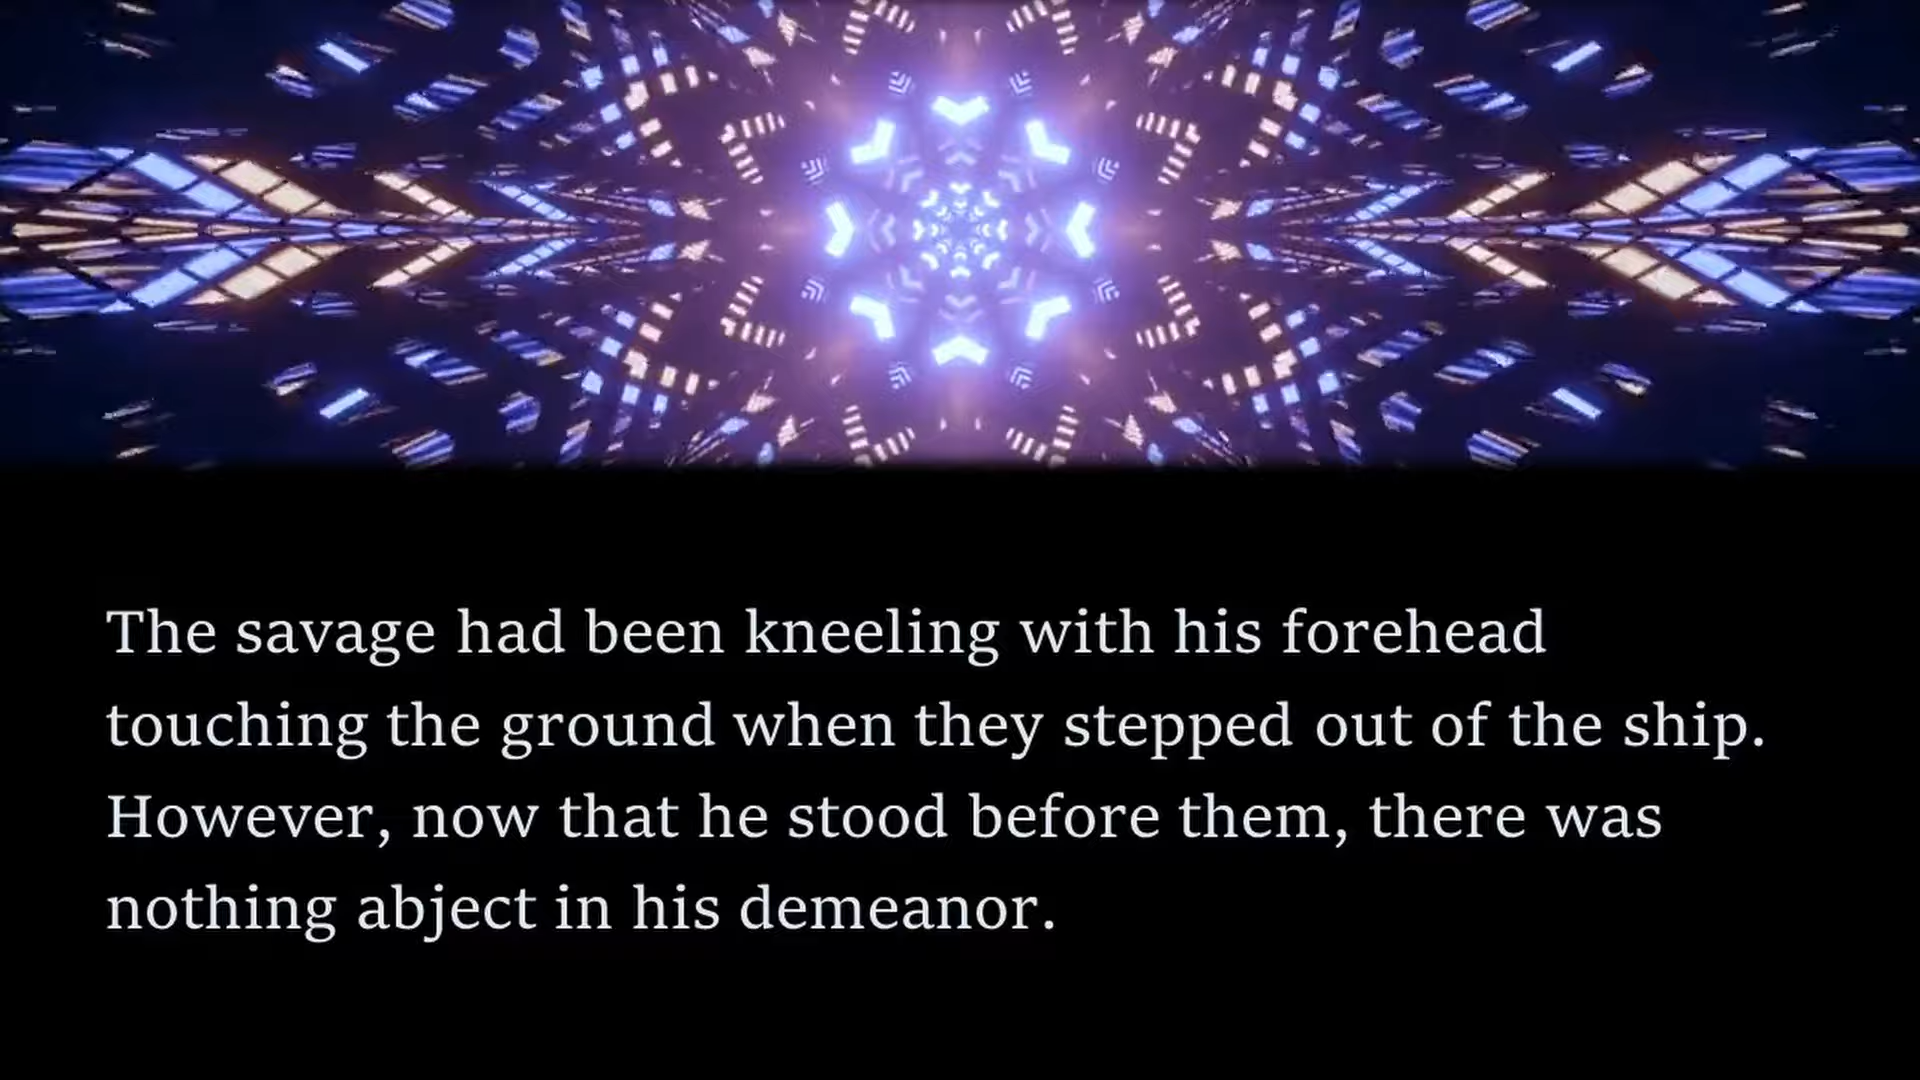 The savage had been kneeling with his forehead
touching the ground when they stepped out of the ship.
However, now that he stood before them, there was
nothing abject in his demeanor.